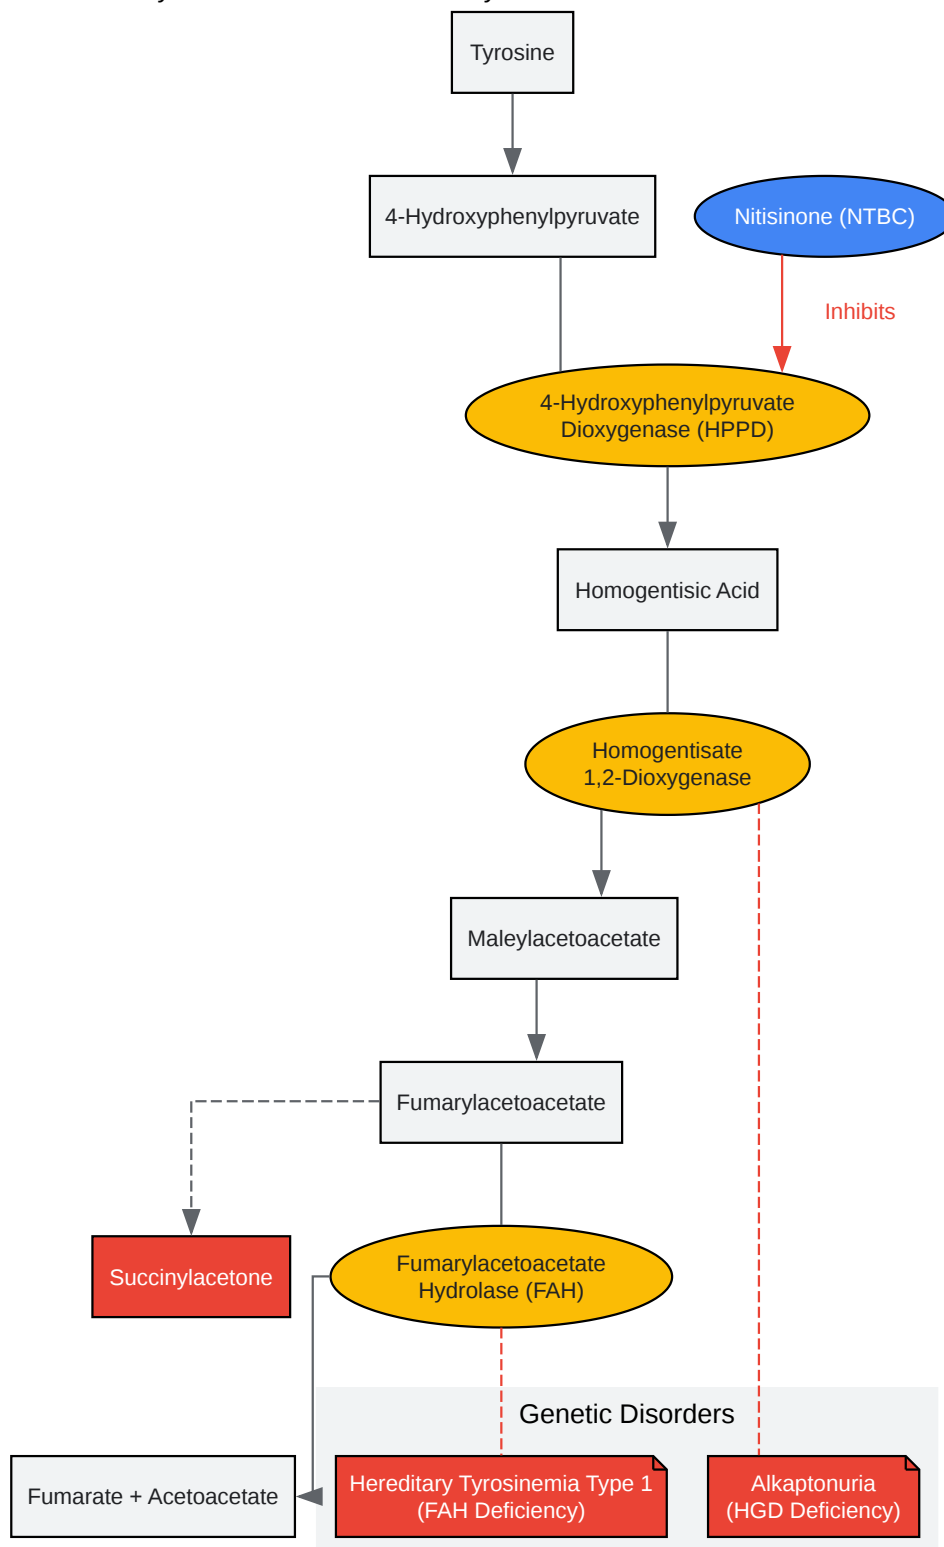 Tyrosine
4-Hydroxyphenylpyruvate
Nitisinone (NTBC)
Inhibits
4-Hydroxyphenylpyruvate
Dioxygenase (HPPD)
Homogentisic Acid
Homogentisate
1,2-Dioxygenase
Maleylacetoacetate
Fumarylacetoacetate
Succinylacetone
Fumarylacetoacetate
Hydrolase (FAH)
Genetic Disorders
Fumarate + Acetoacetate
Hereditary Tyrosinemia Type 1
(FAH Deficiency)
Alkaptonuria
(HGD Deficiency)